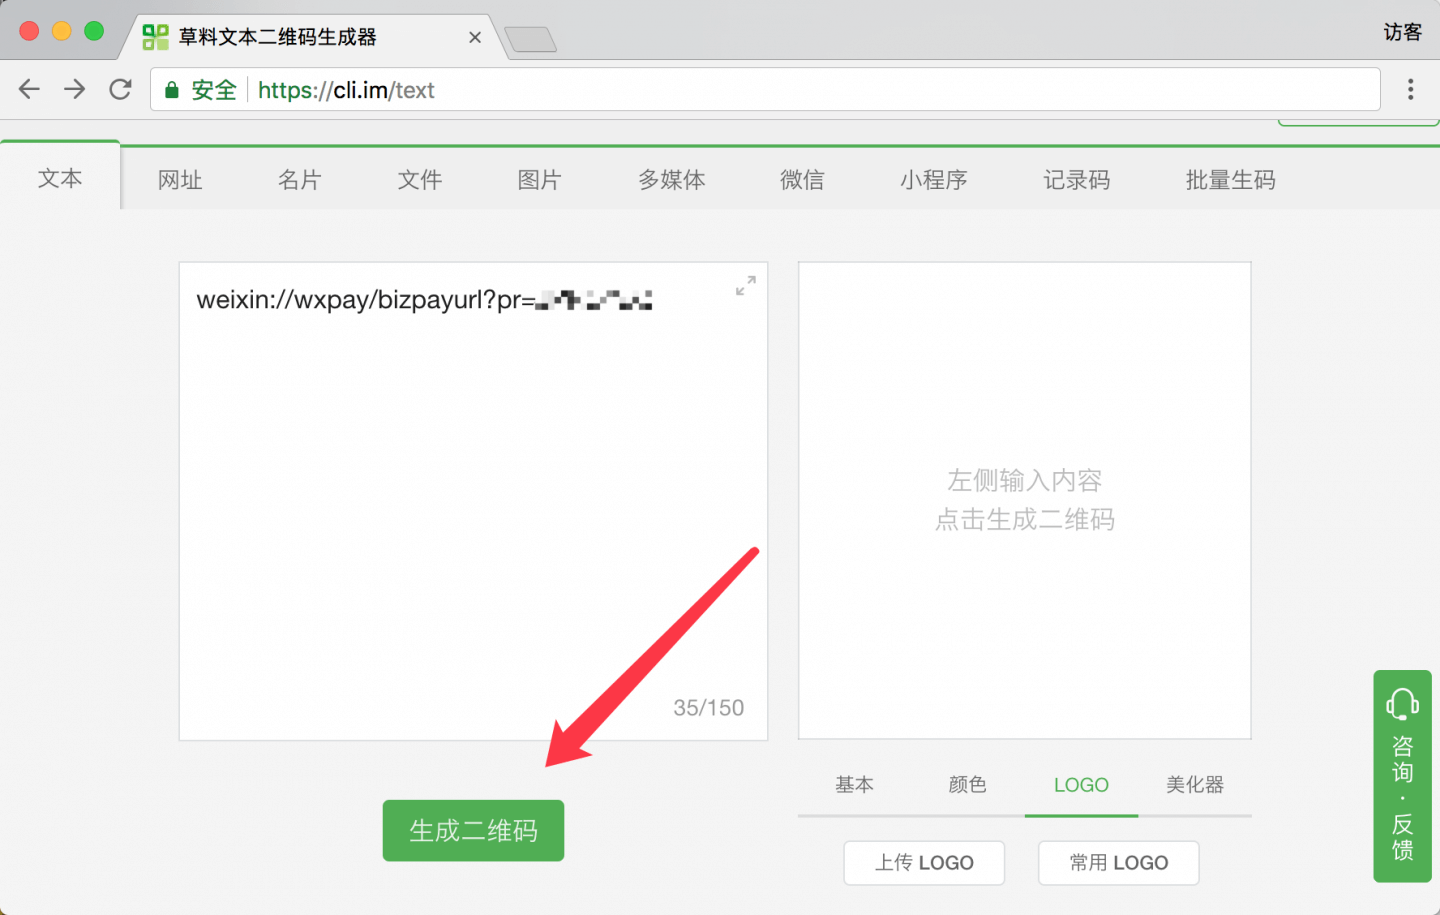 草料文本二维码生成器
访客
安全 https://cli.im/text
文本 网址 名片 文件 图片 多媒体 微信 小程序 记录码 批量生码
weixin://wxpay/bizpayurl?pr=
35/150
生成二维码
左侧输入内容
点击生成二维码
基本 颜色 LOGO 美化器
上传 LOGO 常用 LOGO
咨询·反馈